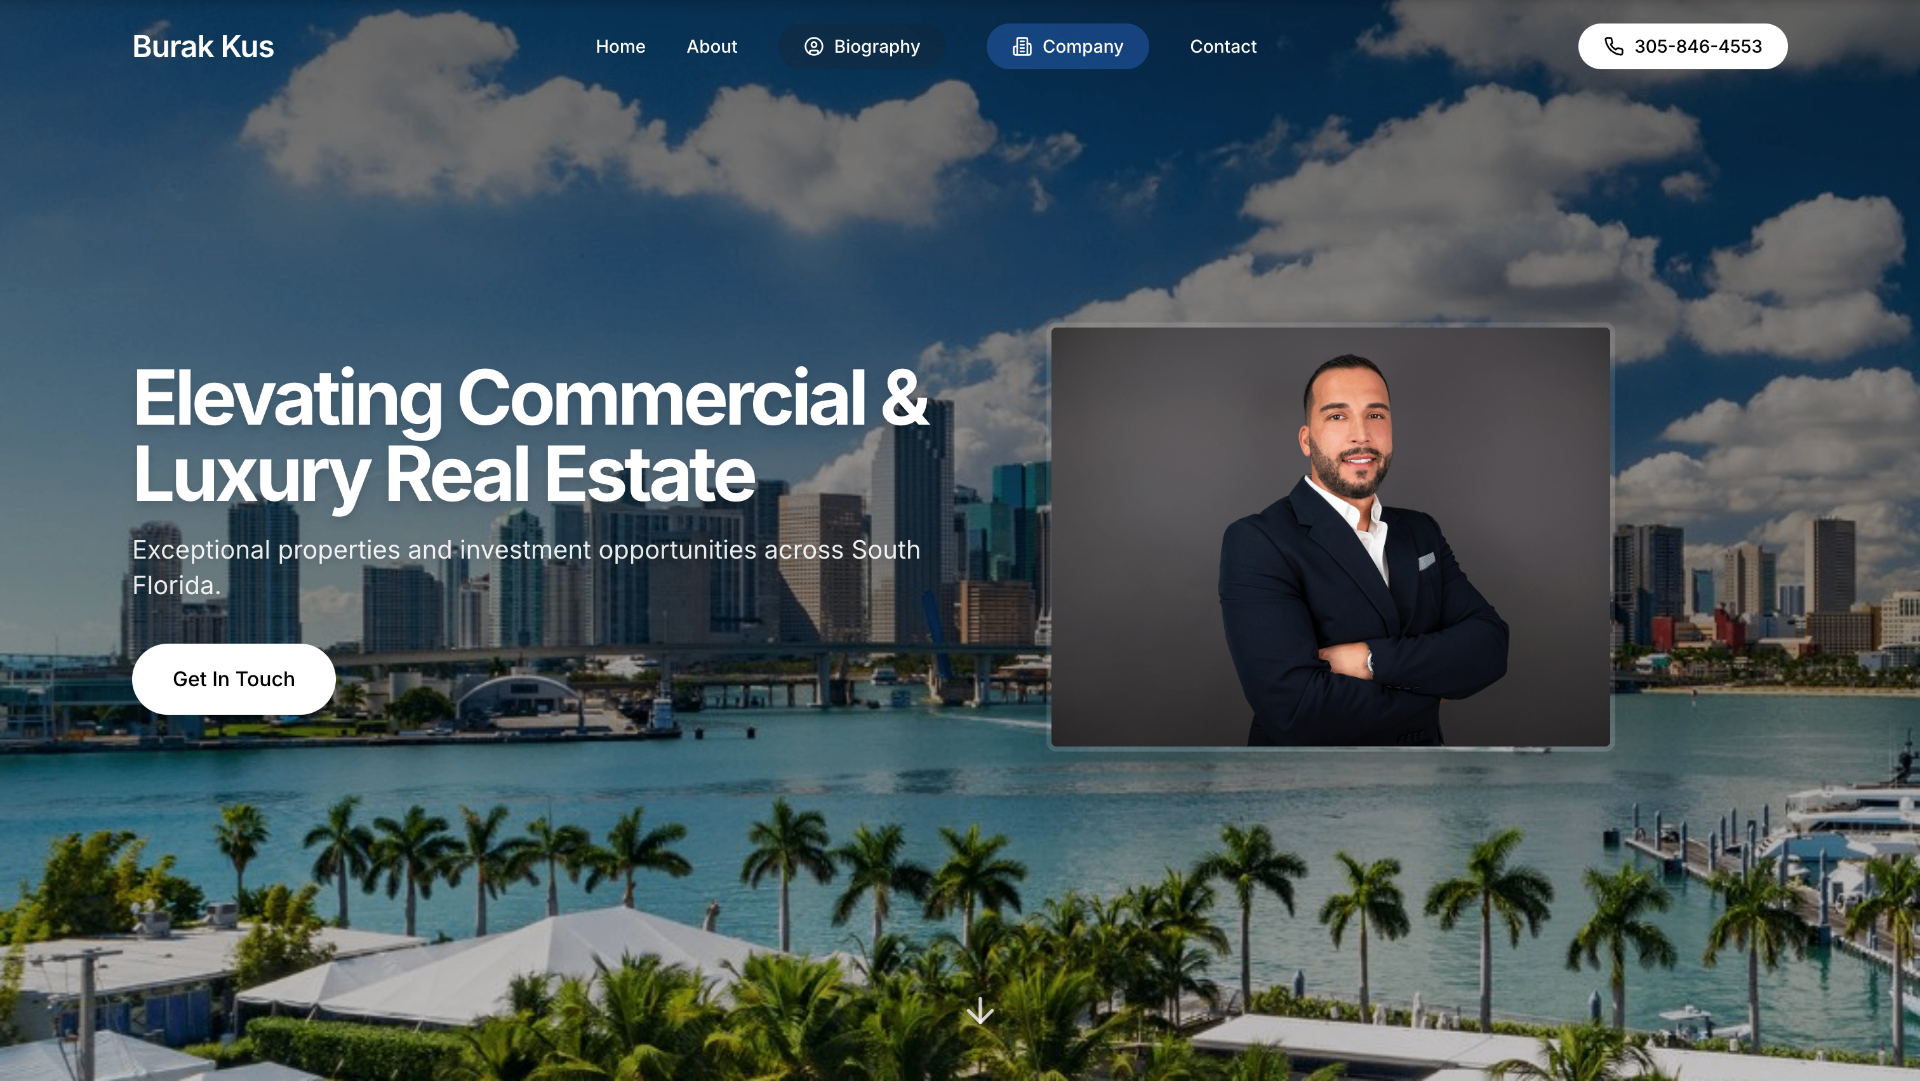 Burak Kus
Home
About
Biography
Company
Contact
305-846-4553
Elevating Commercial &
Luxury Real Estate
Exceptional properties and investment opportunities across South
Florida.
Get In Touch